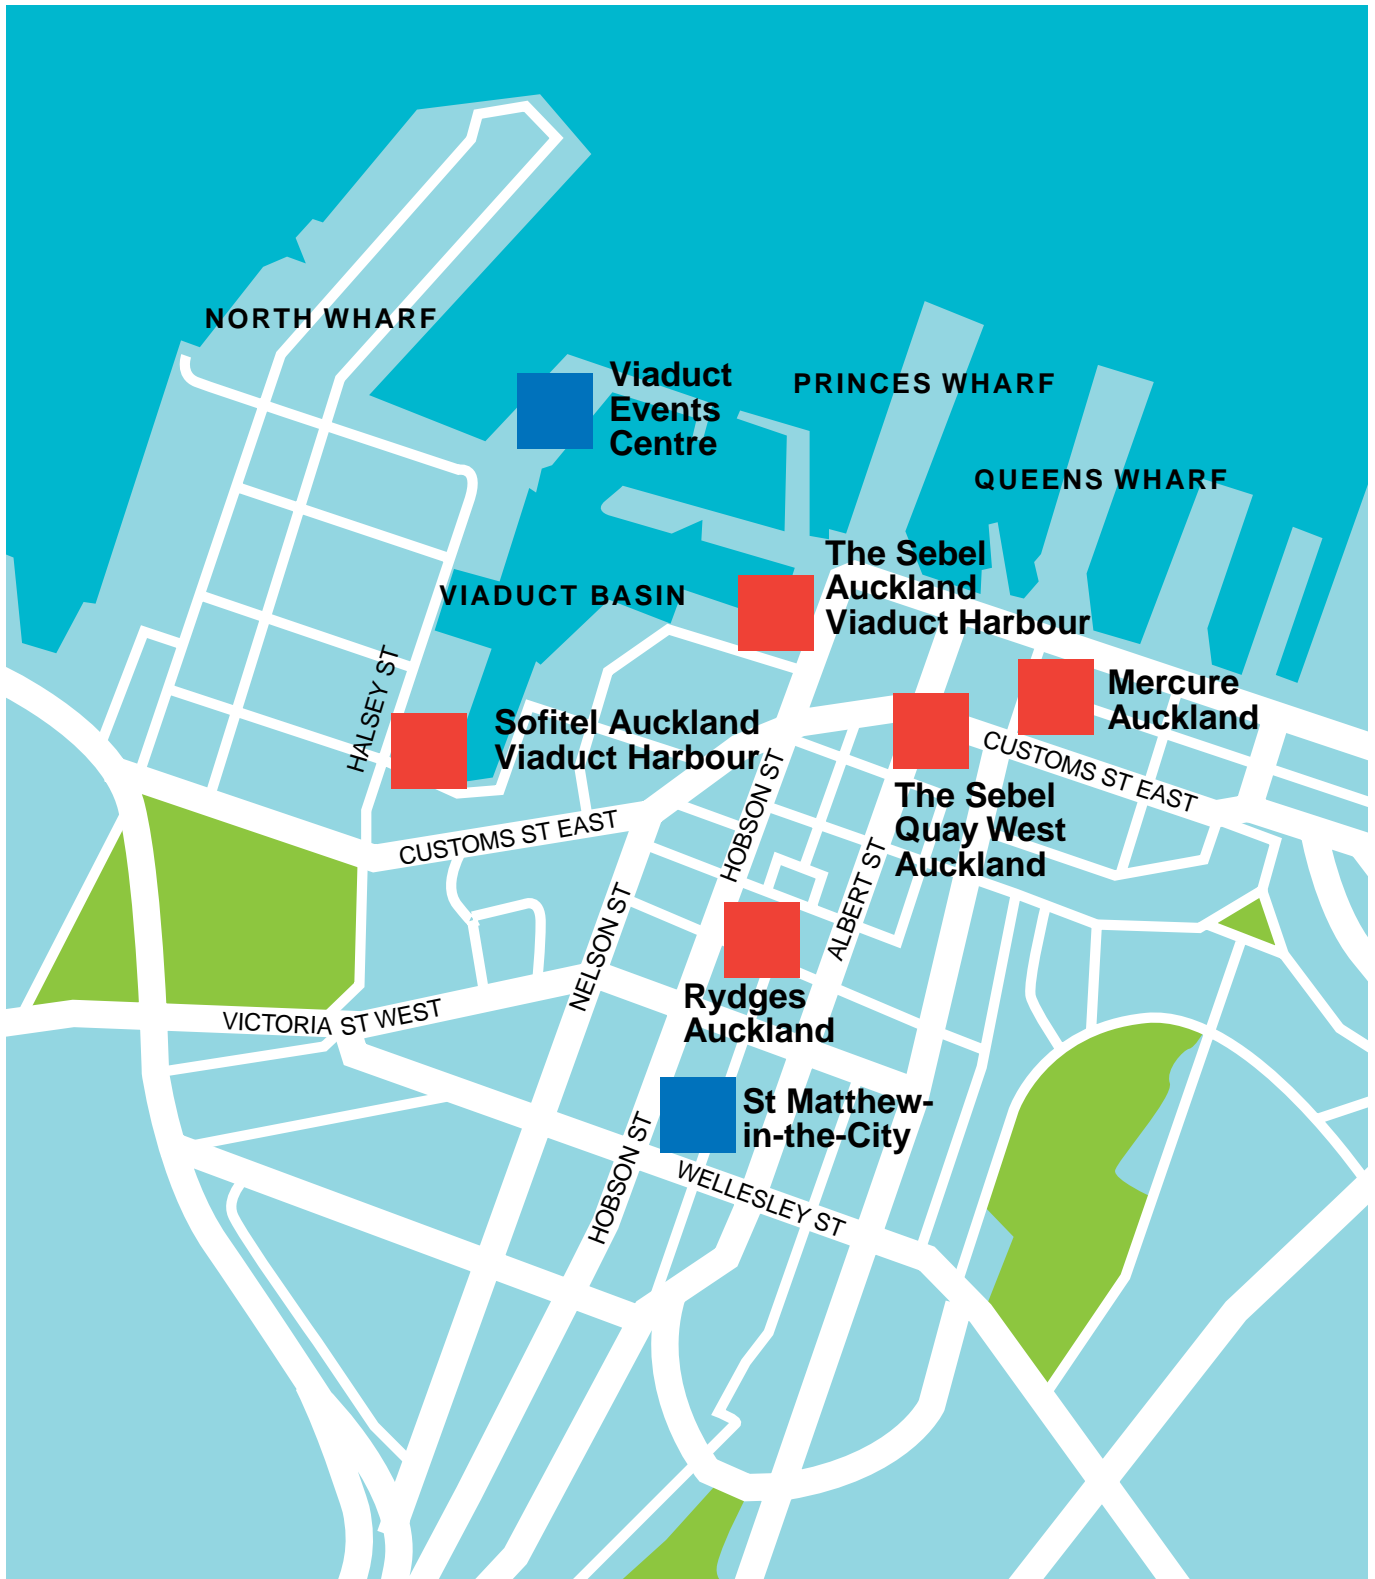 NORTH WHARF
Viaduct
Events
Centre
PRINCES WHARF
QUEENS WHARF
The Sebel
Auckland
Viaduct Harbour
VIADUCT BASIN
HALSEY ST
Mercure
Auckland
Sofitel Auckland
Viaduct Harbour
CUSTOMS ST EAST
HOBSON ST
The Sebel
Quay West
Auckland
CUSTOMS ST EAST
ALBERT ST
NELSON ST
Rydges
Auckland
VICTORIA ST WEST
St Matthew-
in-the-City
HOBSON ST
WELLESLEY ST